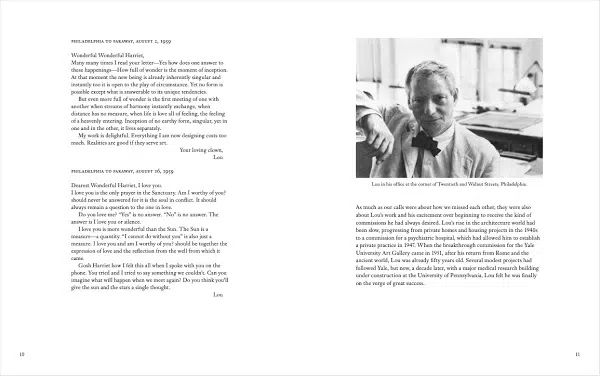 PHILADELPHIA TO FARAWAY, AUGUST 2, 1959
Wonderful Wonderful Harriet,
Many many times I read your letter—Yes how does one answer to
these happenings—How full of wonder is the moment of inception.
At that moment the new being is already inherently singular and
instantly too it is open to the play of circumstance. Yet no form is
possible except what is answerable to its unique tendencies.
But even more full of wonder is the first meeting of one with
another when streams of harmony instantly exchange, when
distance has no measure, when life is love all of feeling, the feeling
of a heavenly entering. Inception of no earthy form, singular, yet in
one and in the other, it lives separately.
My work is delightful. Everything I am now designing costs too
much. Realities are good if they serve art.
Your loving clown,
Lou
PHILADELPHIA TO FARAWAY, AUGUST 16, 1959
Dearest Wonderful Harriet, I love you.
I love you is the only prayer in the Sanctuary. Am I worthy of you?
should never be answered for it is the soul in conflict. It should
always remain a question to the one in love.
Do you love me? "Yes" is no answer. "No" is no answer. The
answer is I love you or silence.
I love you is more wonderful than the Sun. The Sun is a
measure—a quantity. "I cannot do without you" is also just a
measure. I love you and am I worthy of you! should be together the
expression of love and the reflection from the well from which it
came.
Gosh Harriet how I felt this all when I spoke with you on the
phone. You tried and I tried to say something we couldn't. Can you
imagine what will happen when we meet again? Do you think you'll
give the sun and the stars a single thought.
Lou
10
Lou in his office at the corner of Twentieth and Walnut Streets, Philadelphia.
As much as our calls were about how we missed each other, they were also
about Lou's work and his excitement over beginning to receive the kind of
commissions he had always desired. Lou's rise in the architecture world had
been slow, progressing from private homes and housing projects in the 1940s
to a commission for a psychiatric hospital, which had allowed him to establish
a private practice in 1947. When the breakthrough commission for the Yale
University Art Gallery came in 1951, after his return from Rome and the
ancient world, Lou was already fifty years old. Several modest projects had
followed Yale, but now, a decade later, with a major medical research building
under construction at the University of Pennsylvania, Lou felt he was finally
on the verge of great success.
11